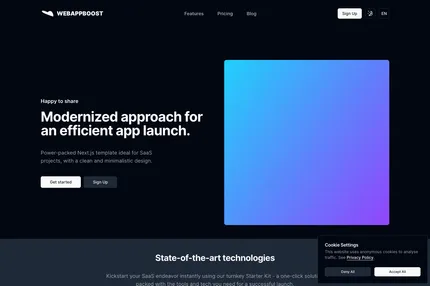 WEBAPPBOOST
Features
Pricing
Blog
Sign Up
EN
Happy to share
Modernized approach for
an efficient app launch.
Power-packed Next.js template ideal for SaaS
projects, with a clean and minimalistic design.
Get started
Sign Up
State-of-the-art technologies
Kickstart your SaaS endeavor instantly using our turnkey Starter Kit - a one-click solut
packed with the tools and tech you need for a successful launch.
Cookie Settings
This website uses anonymous cookies to analyse
traffic. See Privacy Policy.
Deny All
Accept All